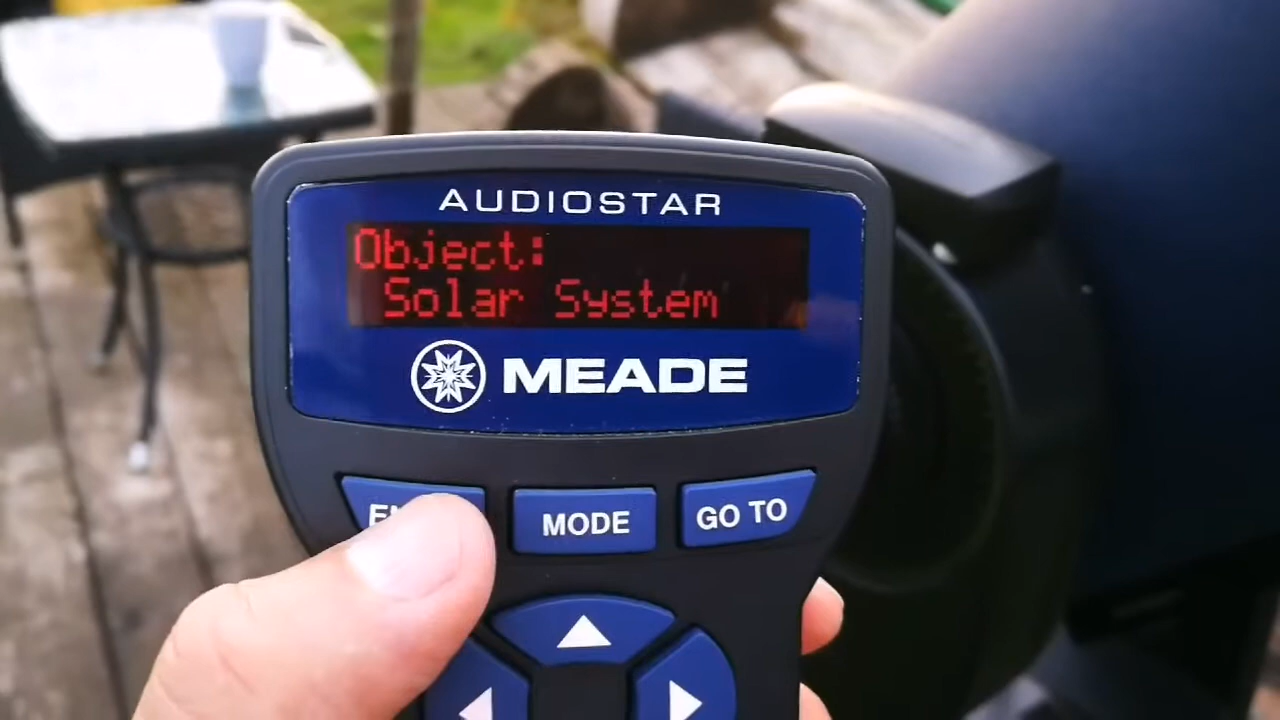 AUDIOSTAR
Object:
Solar System
MEADE
MODE
GO TO